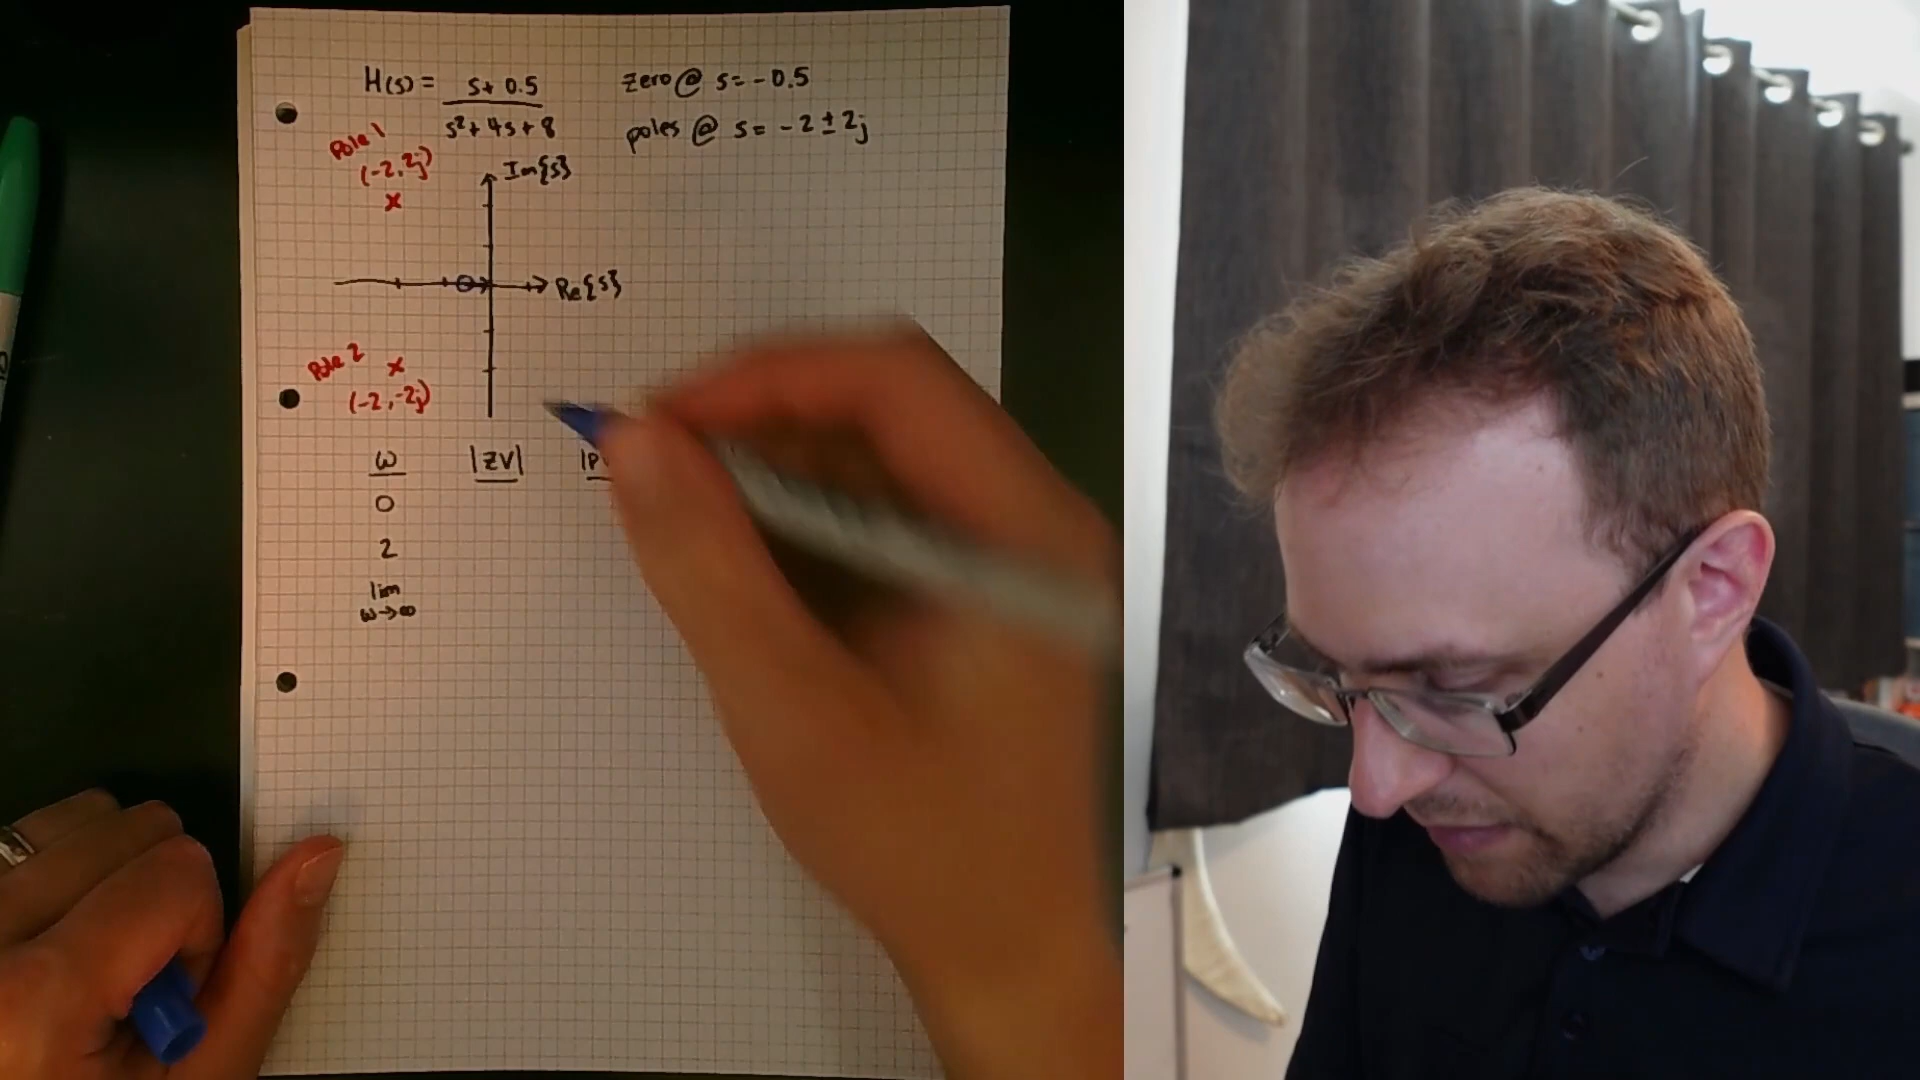 H(s) = s+ 0.5
s²+ 4s+ 8
zero @ s= -0.5
poles @ s= -2 ± 2j
Pole 1
(-2, 2j)
x
Im{s}
Re{s}
Pole 2
x
(-2, -2j)
ω |ZV|
0
2
lim
ω→∞